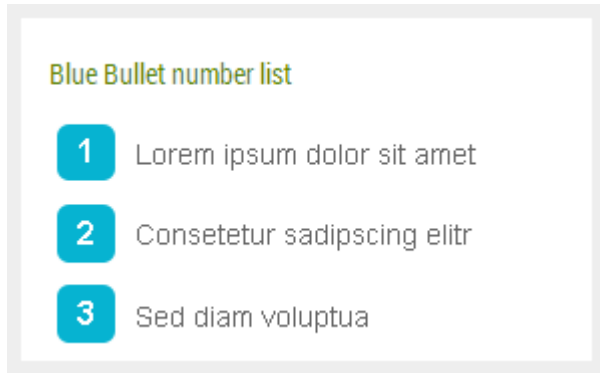 Blue Bullet number list
1 Lorem ipsum dolor sit amet
2 Consetetur sadipscing elitr
3 Sed diam voluptua